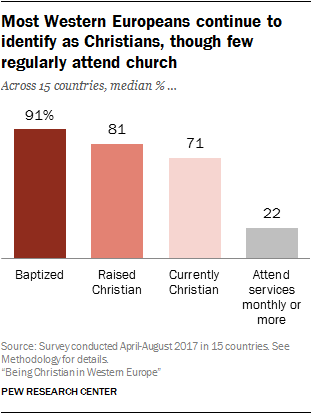 Most Western Europeans continue to
identify as Christians, though few
regularly attend church
Across 15 countries, median % ...
91%
81
71
22
Baptized
Raised
Christian
Currently
Christian
Attend
services
monthly or
more
Source: Survey conducted April-August 2017 in 15 countries. See
Methodology for details.
“Being Christian in Western Europe”
PEW RESEARCH CENTER